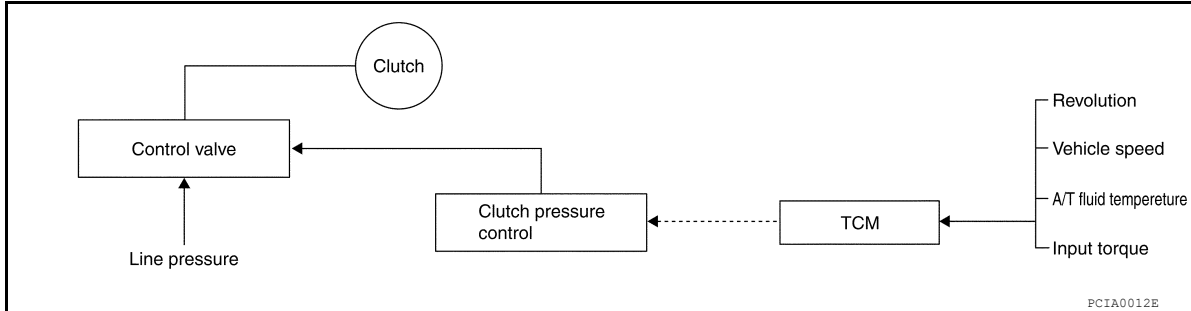 Clutch
Control valve
Line pressure
Clutch pressure
control
TCM
Revolution
Vehicle speed
A/T fluid tempereture
Input torque
PCIA0012E